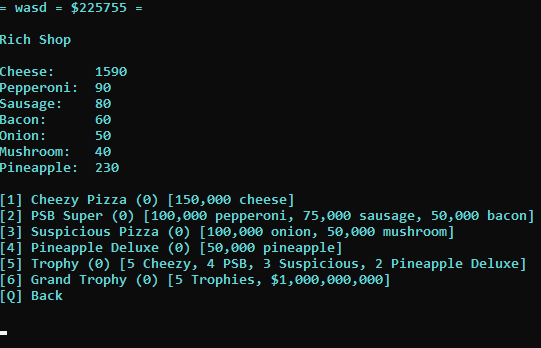 = wasd = $225755 =
Rich Shop
Cheese: 1590
Pepperoni: 90
Sausage: 80
Bacon: 60
Onion: 50
Mushroom: 40
Pineapple: 230
[1] Cheezy Pizza (0) [150,000 cheese]
[2] PSB Super (0) [100,000 pepperoni, 75,000 sausage, 50,000 bacon]
[3] Suspicious Pizza (0) [100,000 onion, 50,000 mushroom]
[4] Pineapple Deluxe (0) [50,000 pineapple]
[5] Trophy (0) [5 Cheezy, 4 PSB, 3 Suspicious, 2 Pineapple Deluxe]
[6] Grand Trophy (0) [5 Trophies, $1,000,000,000]
[Q] Back